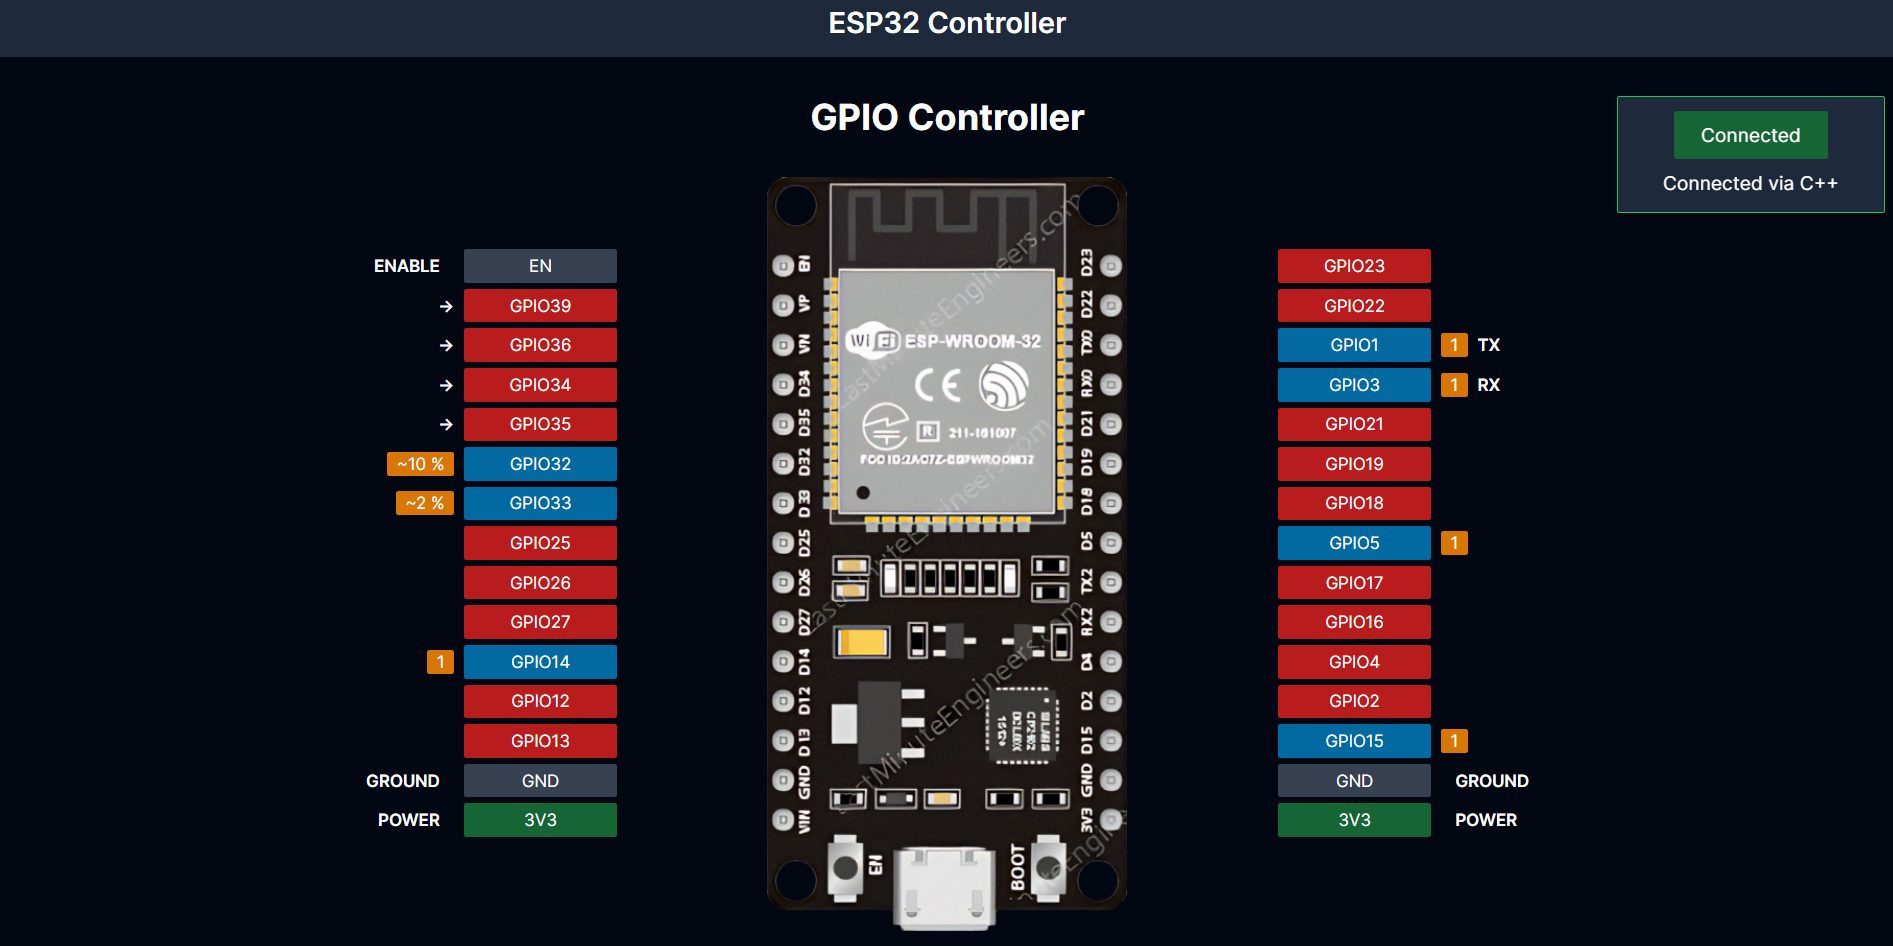 ESP32 Controller
GPIO Controller
Connected
Connected via C++
ENABLE EN
→ GPIO39
→ GPIO36
→ GPIO34
→ GPIO35
~10 % GPIO32
~2 % GPIO33
GPIO25
GPIO26
GPIO27
1 GPIO14
GPIO12
GPIO13
GROUND GND
POWER 3V3
EN
VP
VN
D34
D35
D32
D33
D25
D26
D27
D14
D12
D13
GND
VIN
LastMinuteEngineers.com
WiFi ESP-WROOM-32
CE
R 211-161007
EN
BOOT
D23
D22
TX0
RX0
D21
D19
D18
D5
TX2
RX2
D4
D2
D15
GND
3V3
GPIO23
GPIO22
GPIO1 1 TX
GPIO3 1 RX
GPIO21
GPIO19
GPIO18
GPIO5 1
GPIO17
GPIO16
GPIO4
GPIO2
GPIO15 1
GND GROUND
3V3 POWER